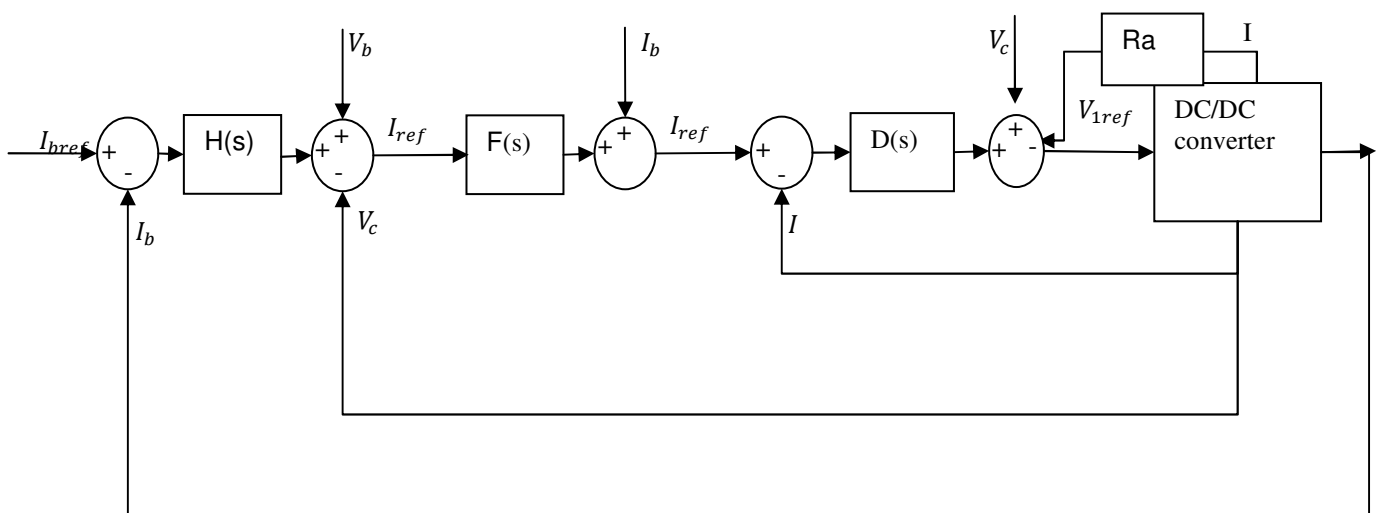 I_bref
+
-
I_b
H(s)
V_b
+
+
-
V_c
I_ref
F(s)
I_b
+
+
I_ref
+
-
I
D(s)
V_c
+
+
-
V_1ref
Ra
I
DC/DC
converter